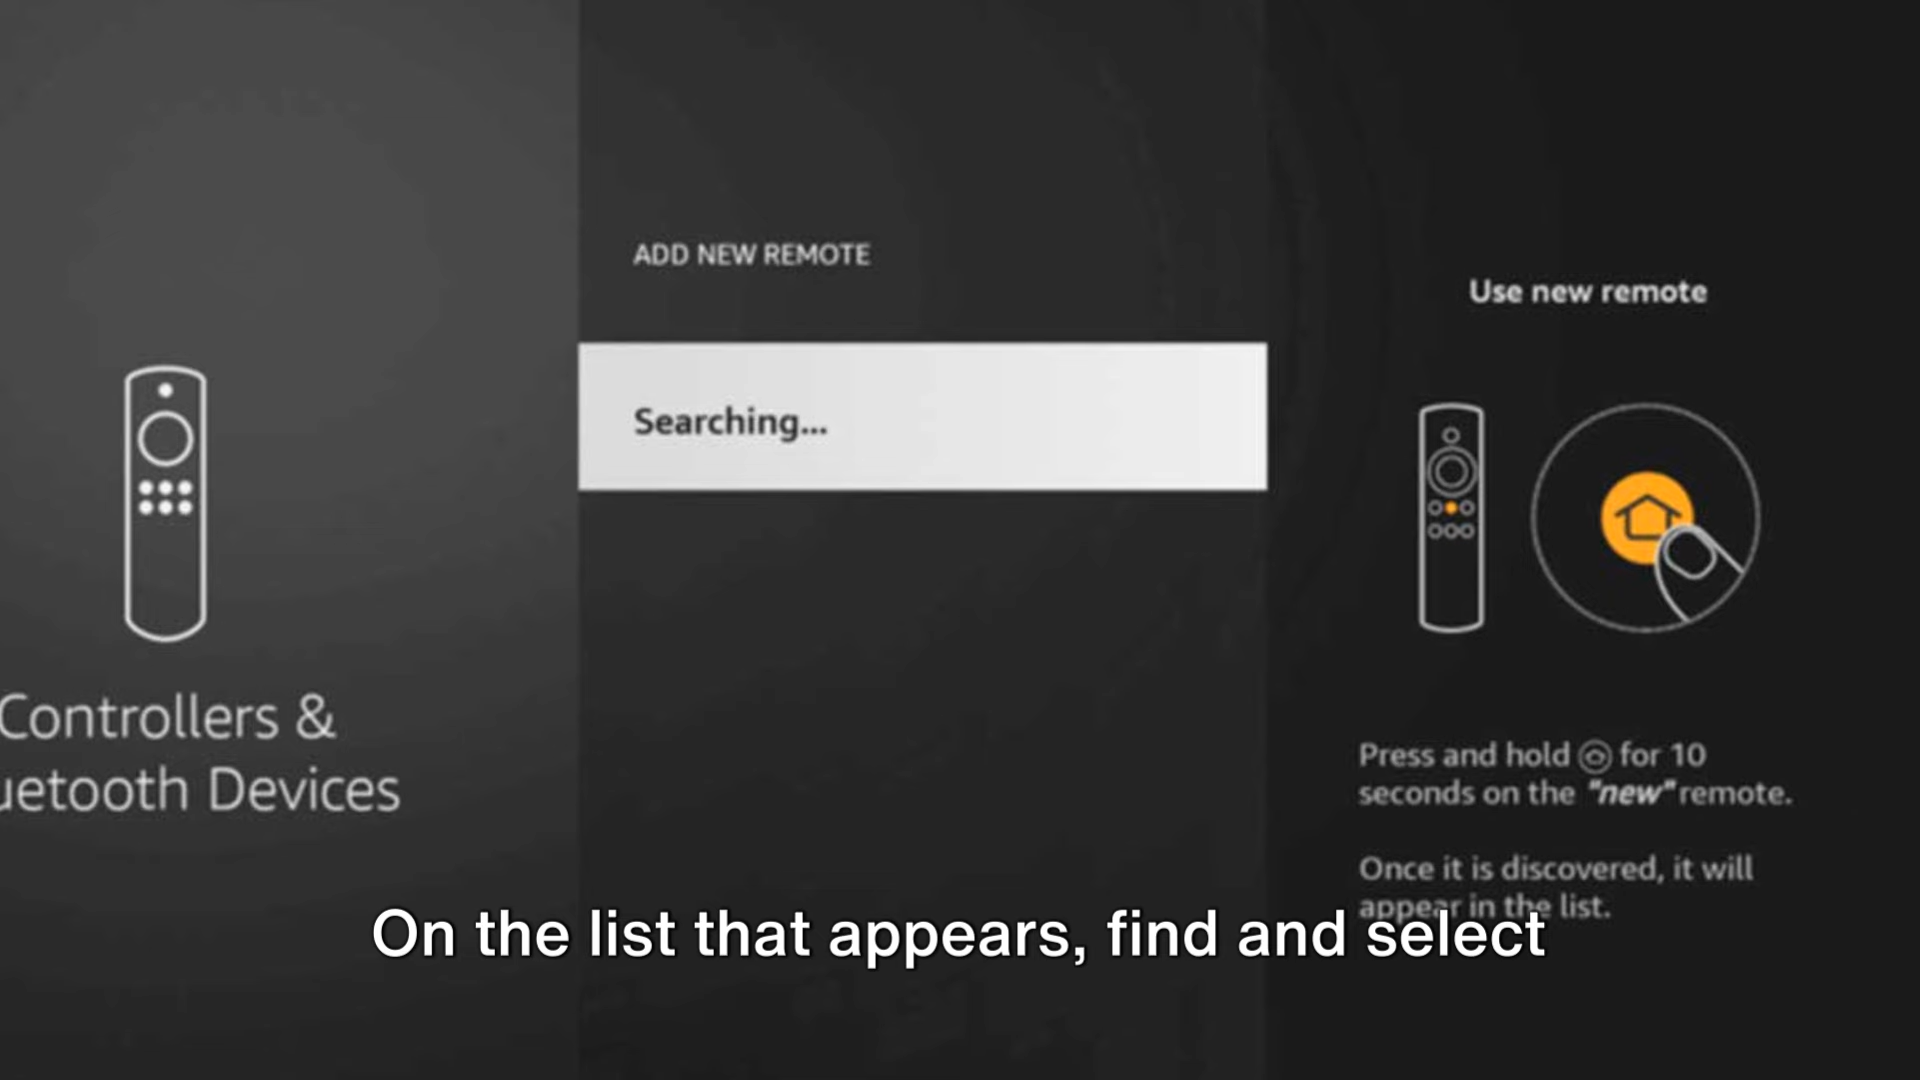 ADD NEW REMOTE
Searching...
Controllers &
uetooth Devices
Use new remote
Press and hold for 10
seconds on the "new" remote.
Once it is discovered, it will
appear in the list.
On the list that appears, find and select